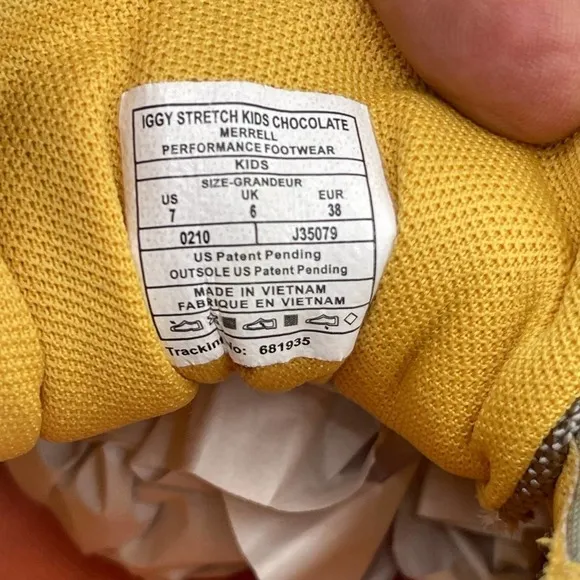 IGGY STRETCH KIDS CHOCOLATE
MERRELL
PERFORMANCE FOOTWEAR
KIDS
SIZE-GRANDEUR
US UK EUR
7 6 38
0210 J35079
US Patent Pending
OUTSOLE US Patent Pending
MADE IN VIETNAM
FABRIQUE EN VIETNAM
681935